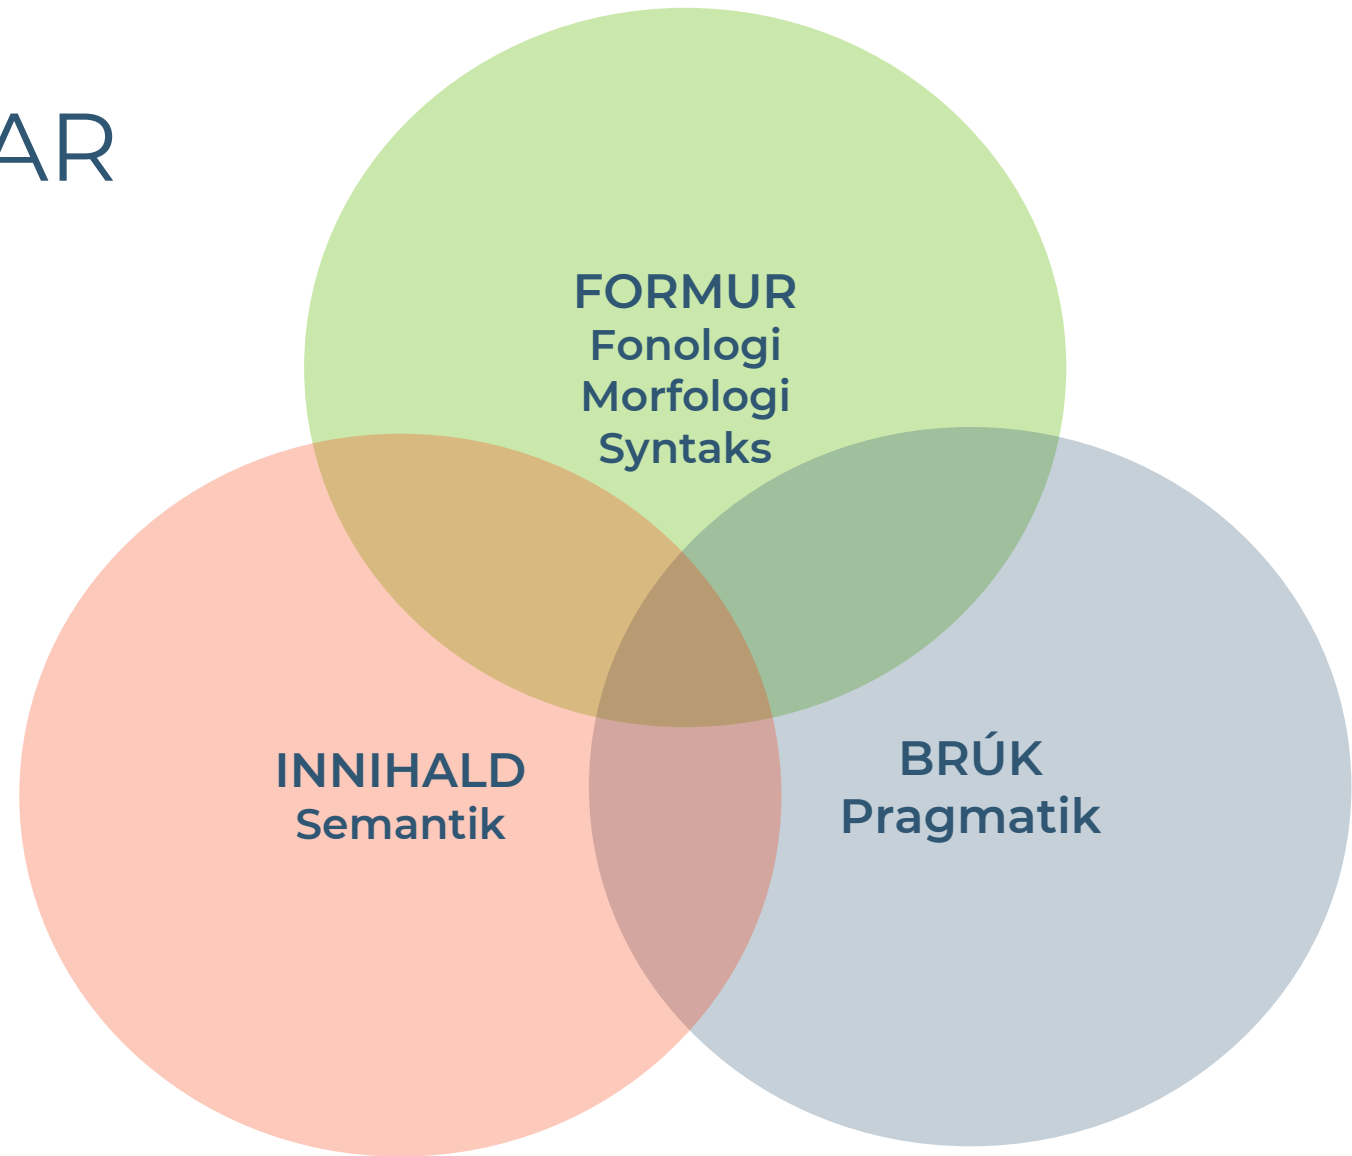 AR
FORMUR
Fonologi
Morfologi
Syntaks
INNIHALD
Semantik
BRÚK
Pragmatik